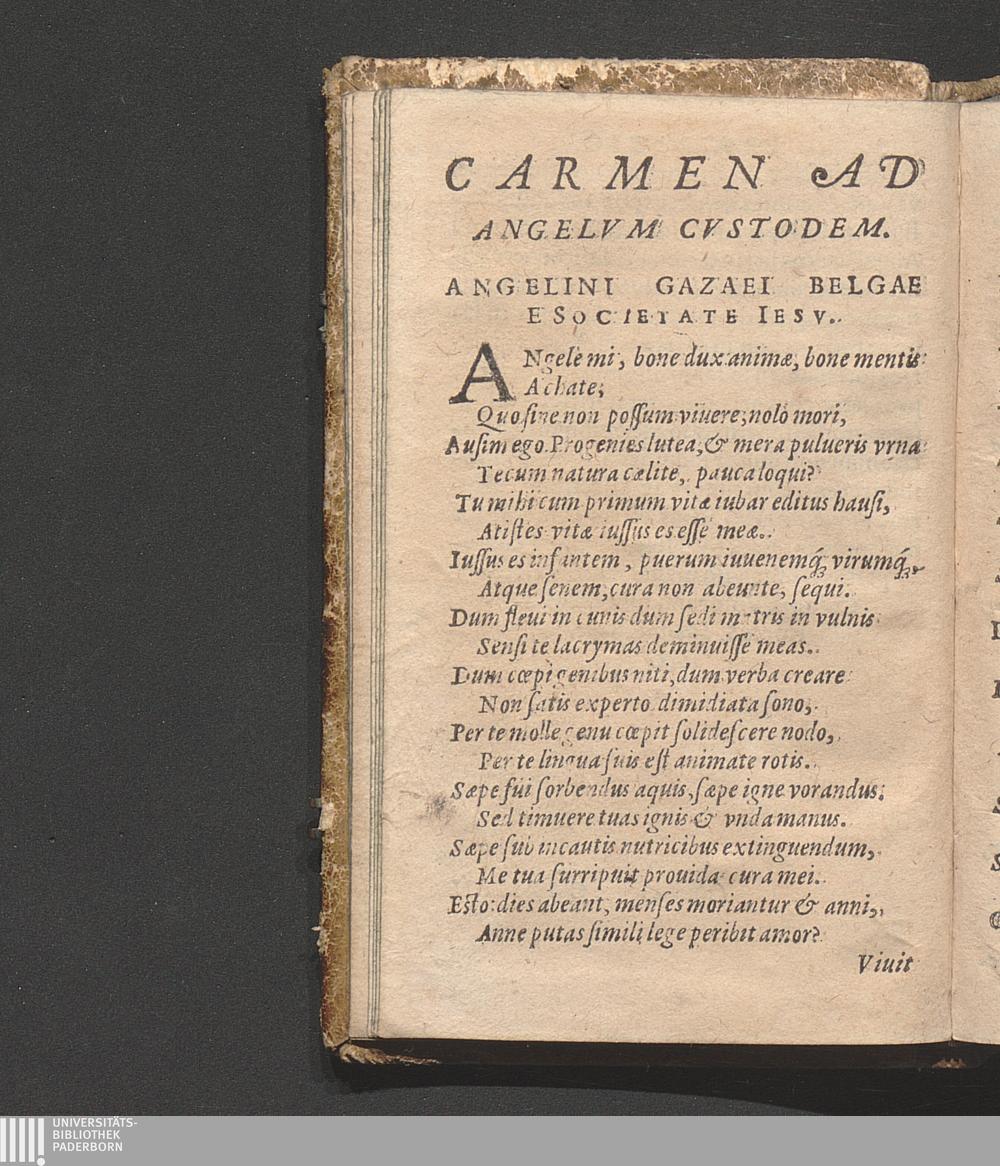 CARMEN AD
ANGELVM CVSTODEM.
ANGELINI GAZAEI BELGAE
E SOCIETATE IESV.
ANgele mi, bone dux animæ, bone mentis
Achate;
Quo sine non possum viuere, nolo mori,
Ausim ego Progenies lutea, & mera pulueris vrna
Tecum natura cælite, pauca loqui?
Tu mihi cum primum vitæ iubar editus hausi,
Atistes vitæ iussus es esse meæ.
Iussus es infantem, puerum iuuenemq́; virumq́;,
Atque senem, cura non abeunte, sequi.
Dum fleui in cunis dum sedi matris in vulnis
Sensi te lacrymas deminuisse meas.
Dum cœpi genibus niti, dum verba creare
Non satis experto dimidiata sono,
Per te molle genu cœpit solidescere nodo,
Per te lingua suis est animate rotis.
Sæpe fui sorbendus aquis, sæpe igne vorandus:
Sed timuere tuas ignis & vnda manus.
Sæpe sub incautis nutricibus extinguendum,
Me tua surripuit prouida cura mei.
Esto: dies abeant, menses moriantur & anni,
Anne putas simili lege peribit amor?
Viuit
UNIVERSITÄTS-
BIBLIOTHEK
PADERBORN